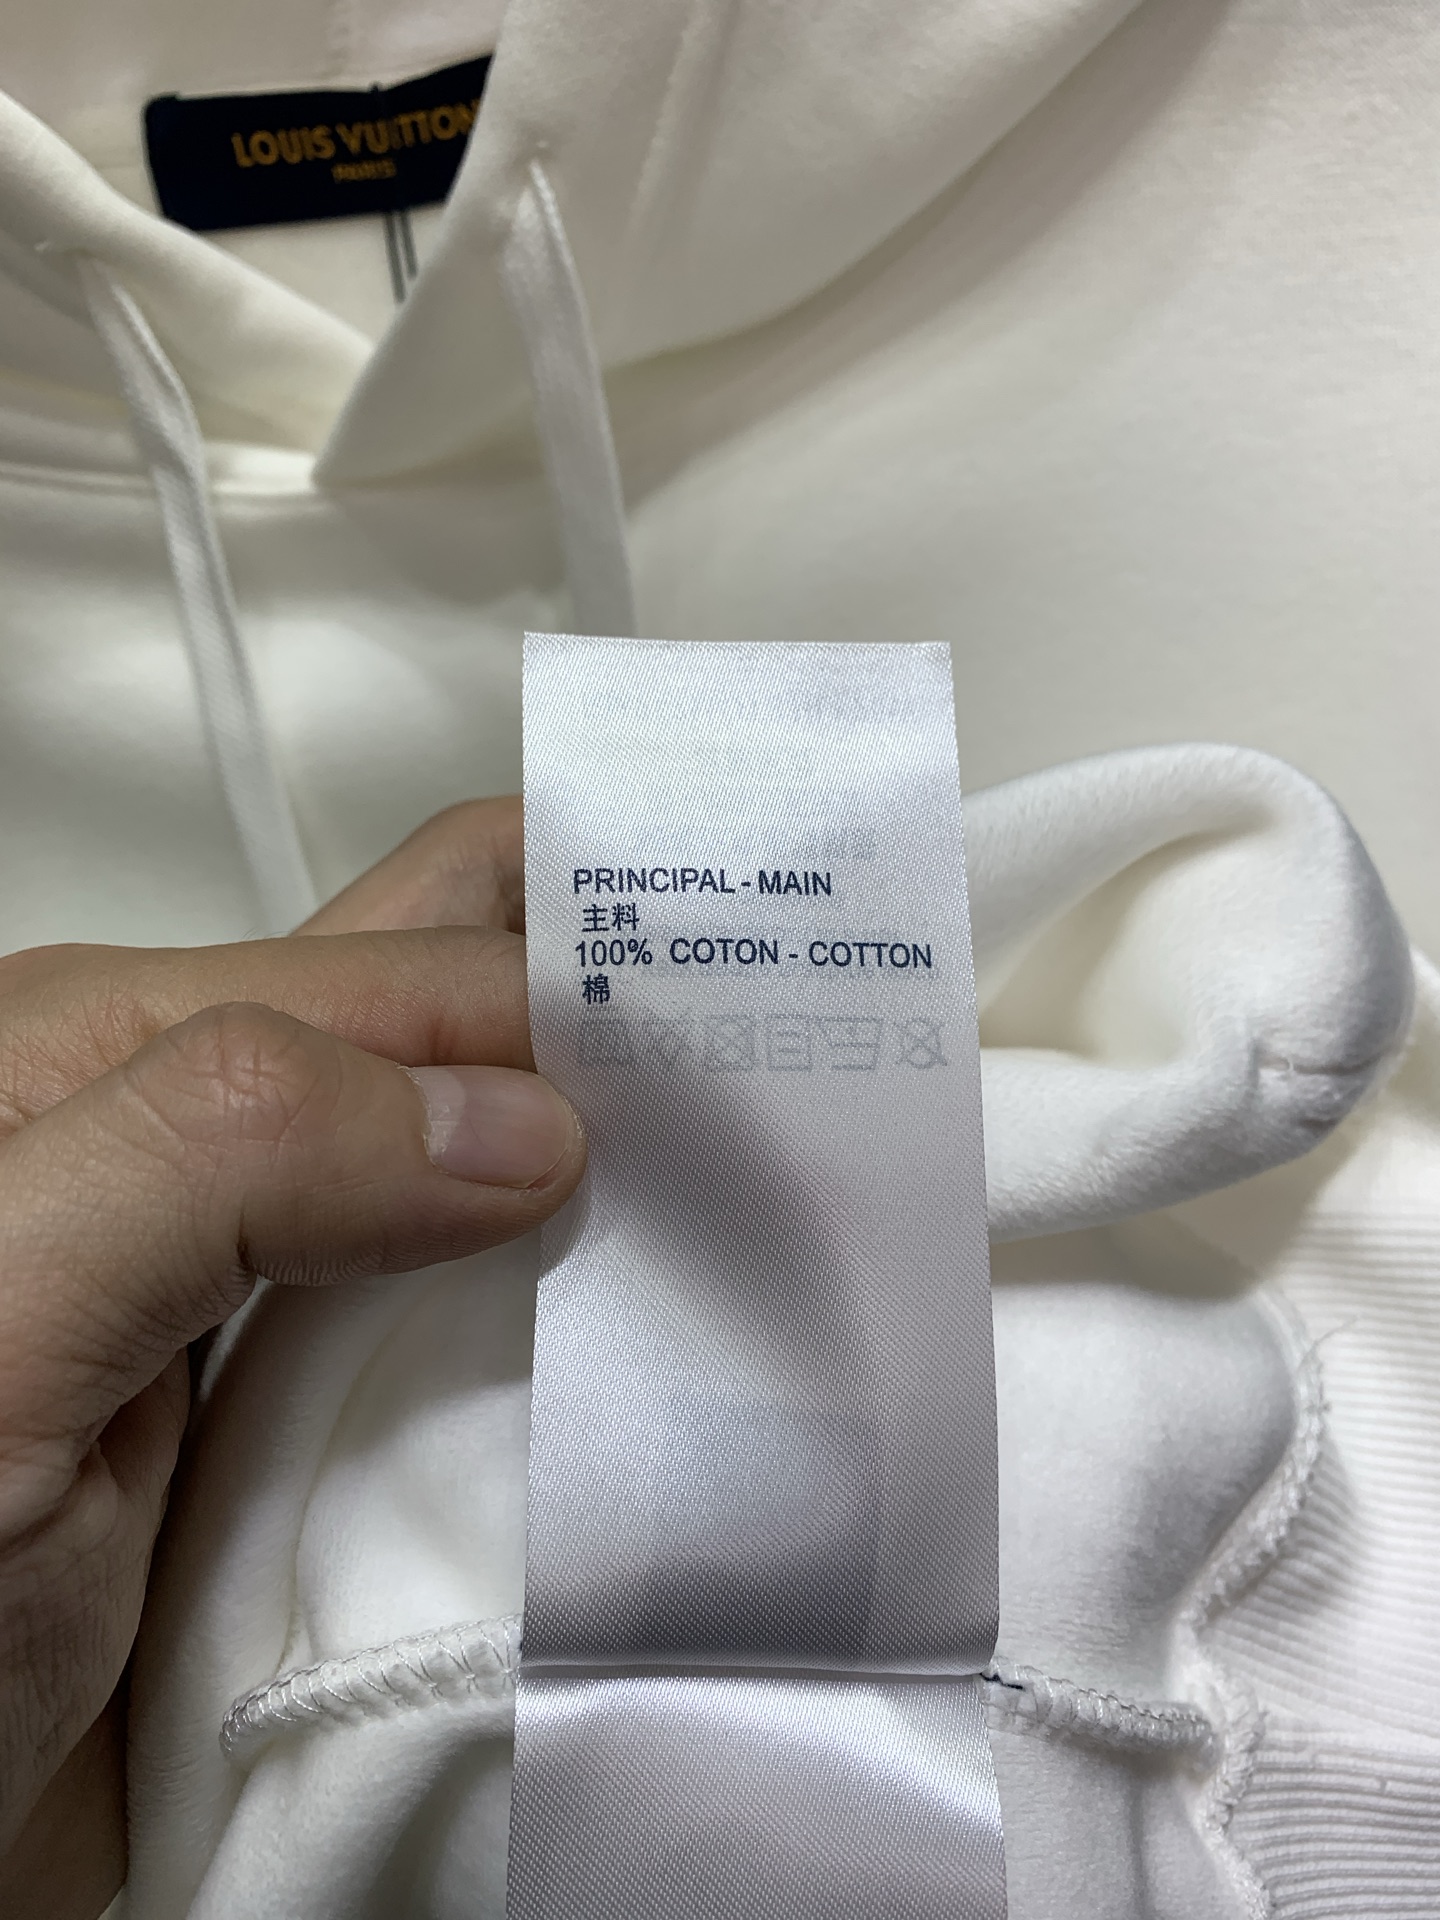 LOUIS VUITTON
PARIS
PRINCIPAL - MAIN
主料
100% COTON - COTTON
棉